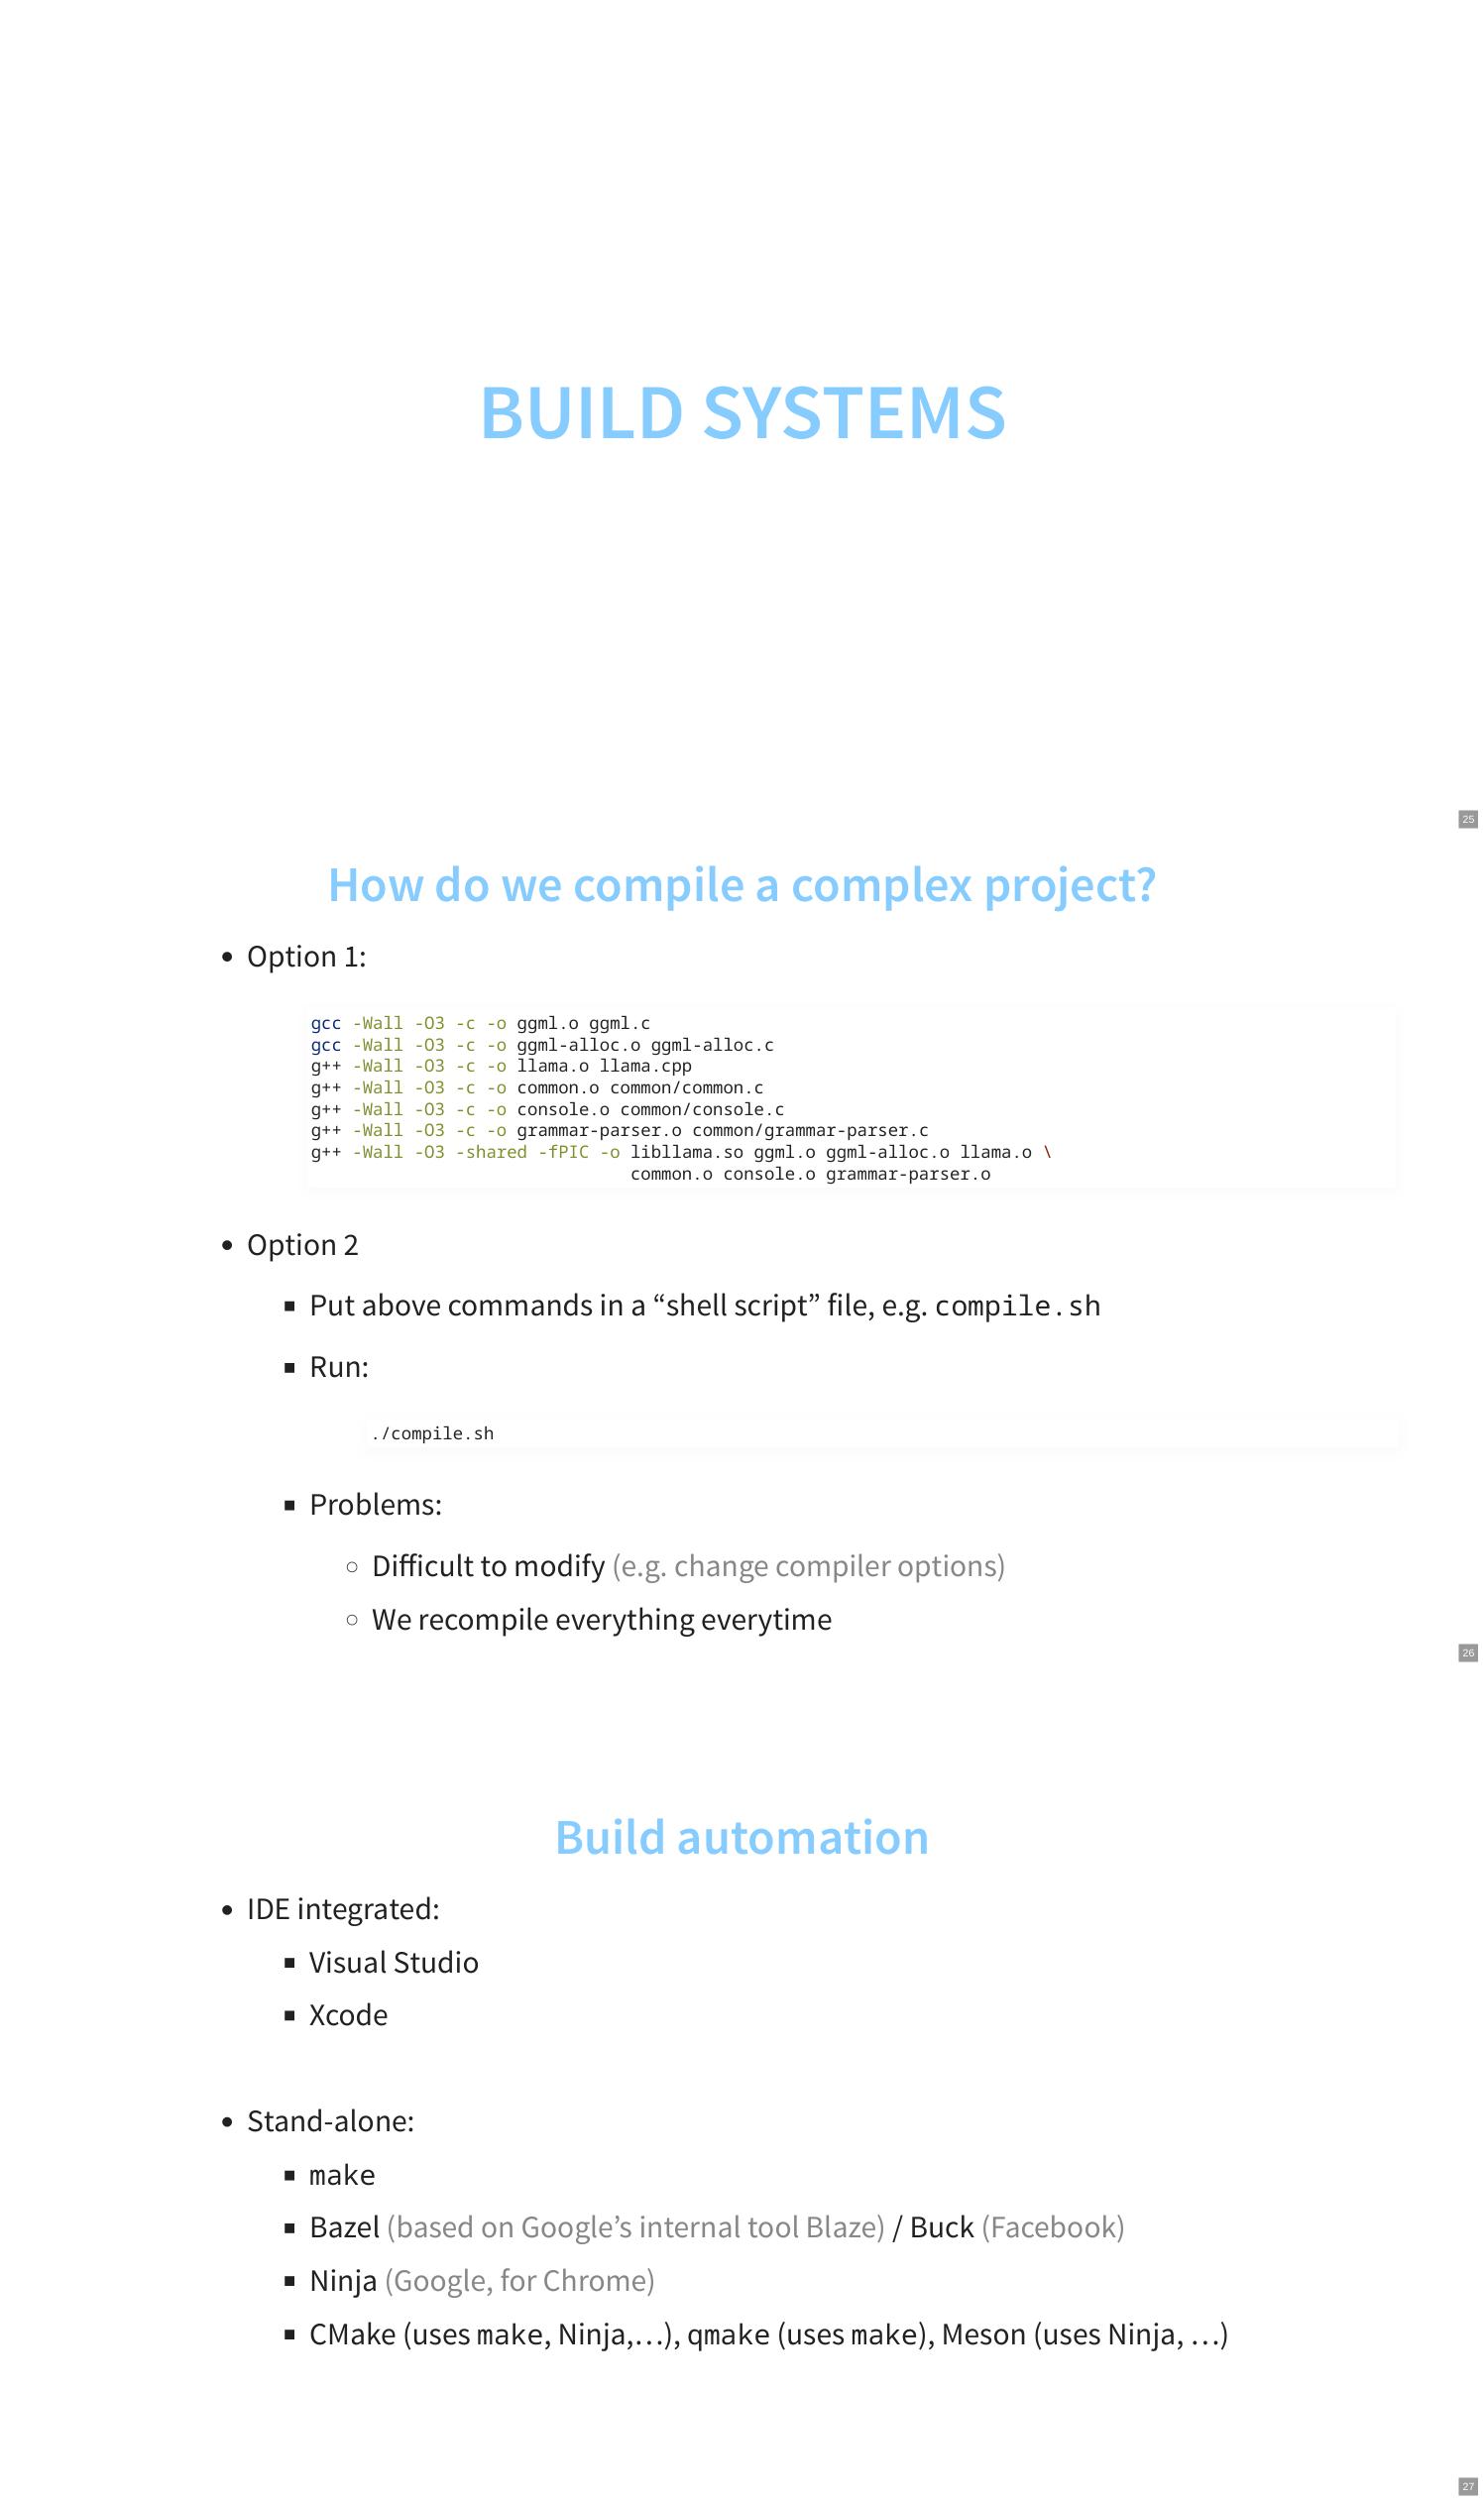 BUILD SYSTEMS
25
How do we compile a complex project?
• Option 1:
gcc -Wall -O3 -c -o ggml.o ggml.c
gcc -Wall -O3 -c -o ggml-alloc.o ggml-alloc.c
g++ -Wall -O3 -c -o llama.o llama.cpp
g++ -Wall -O3 -c -o common.o common/common.c
g++ -Wall -O3 -c -o console.o common/console.c
g++ -Wall -O3 -c -o grammar-parser.o common/grammar-parser.c
g++ -Wall -O3 -shared -fPIC -o libllama.so ggml.o ggml-alloc.o llama.o \
common.o console.o grammar-parser.o
• Option 2
▪ Put above commands in a “shell script” file, e.g. compile.sh
▪ Run:
./compile.sh
▪ Problems:
◦ Difficult to modify (e.g. change compiler options)
◦ We recompile everything everytime
26
Build automation
• IDE integrated:
▪ Visual Studio
▪ Xcode
• Stand-alone:
▪ make
▪ Bazel (based on Google’s internal tool Blaze) / Buck (Facebook)
▪ Ninja (Google, for Chrome)
▪ CMake (uses make, Ninja,…), qmake (uses make), Meson (uses Ninja, …)
27